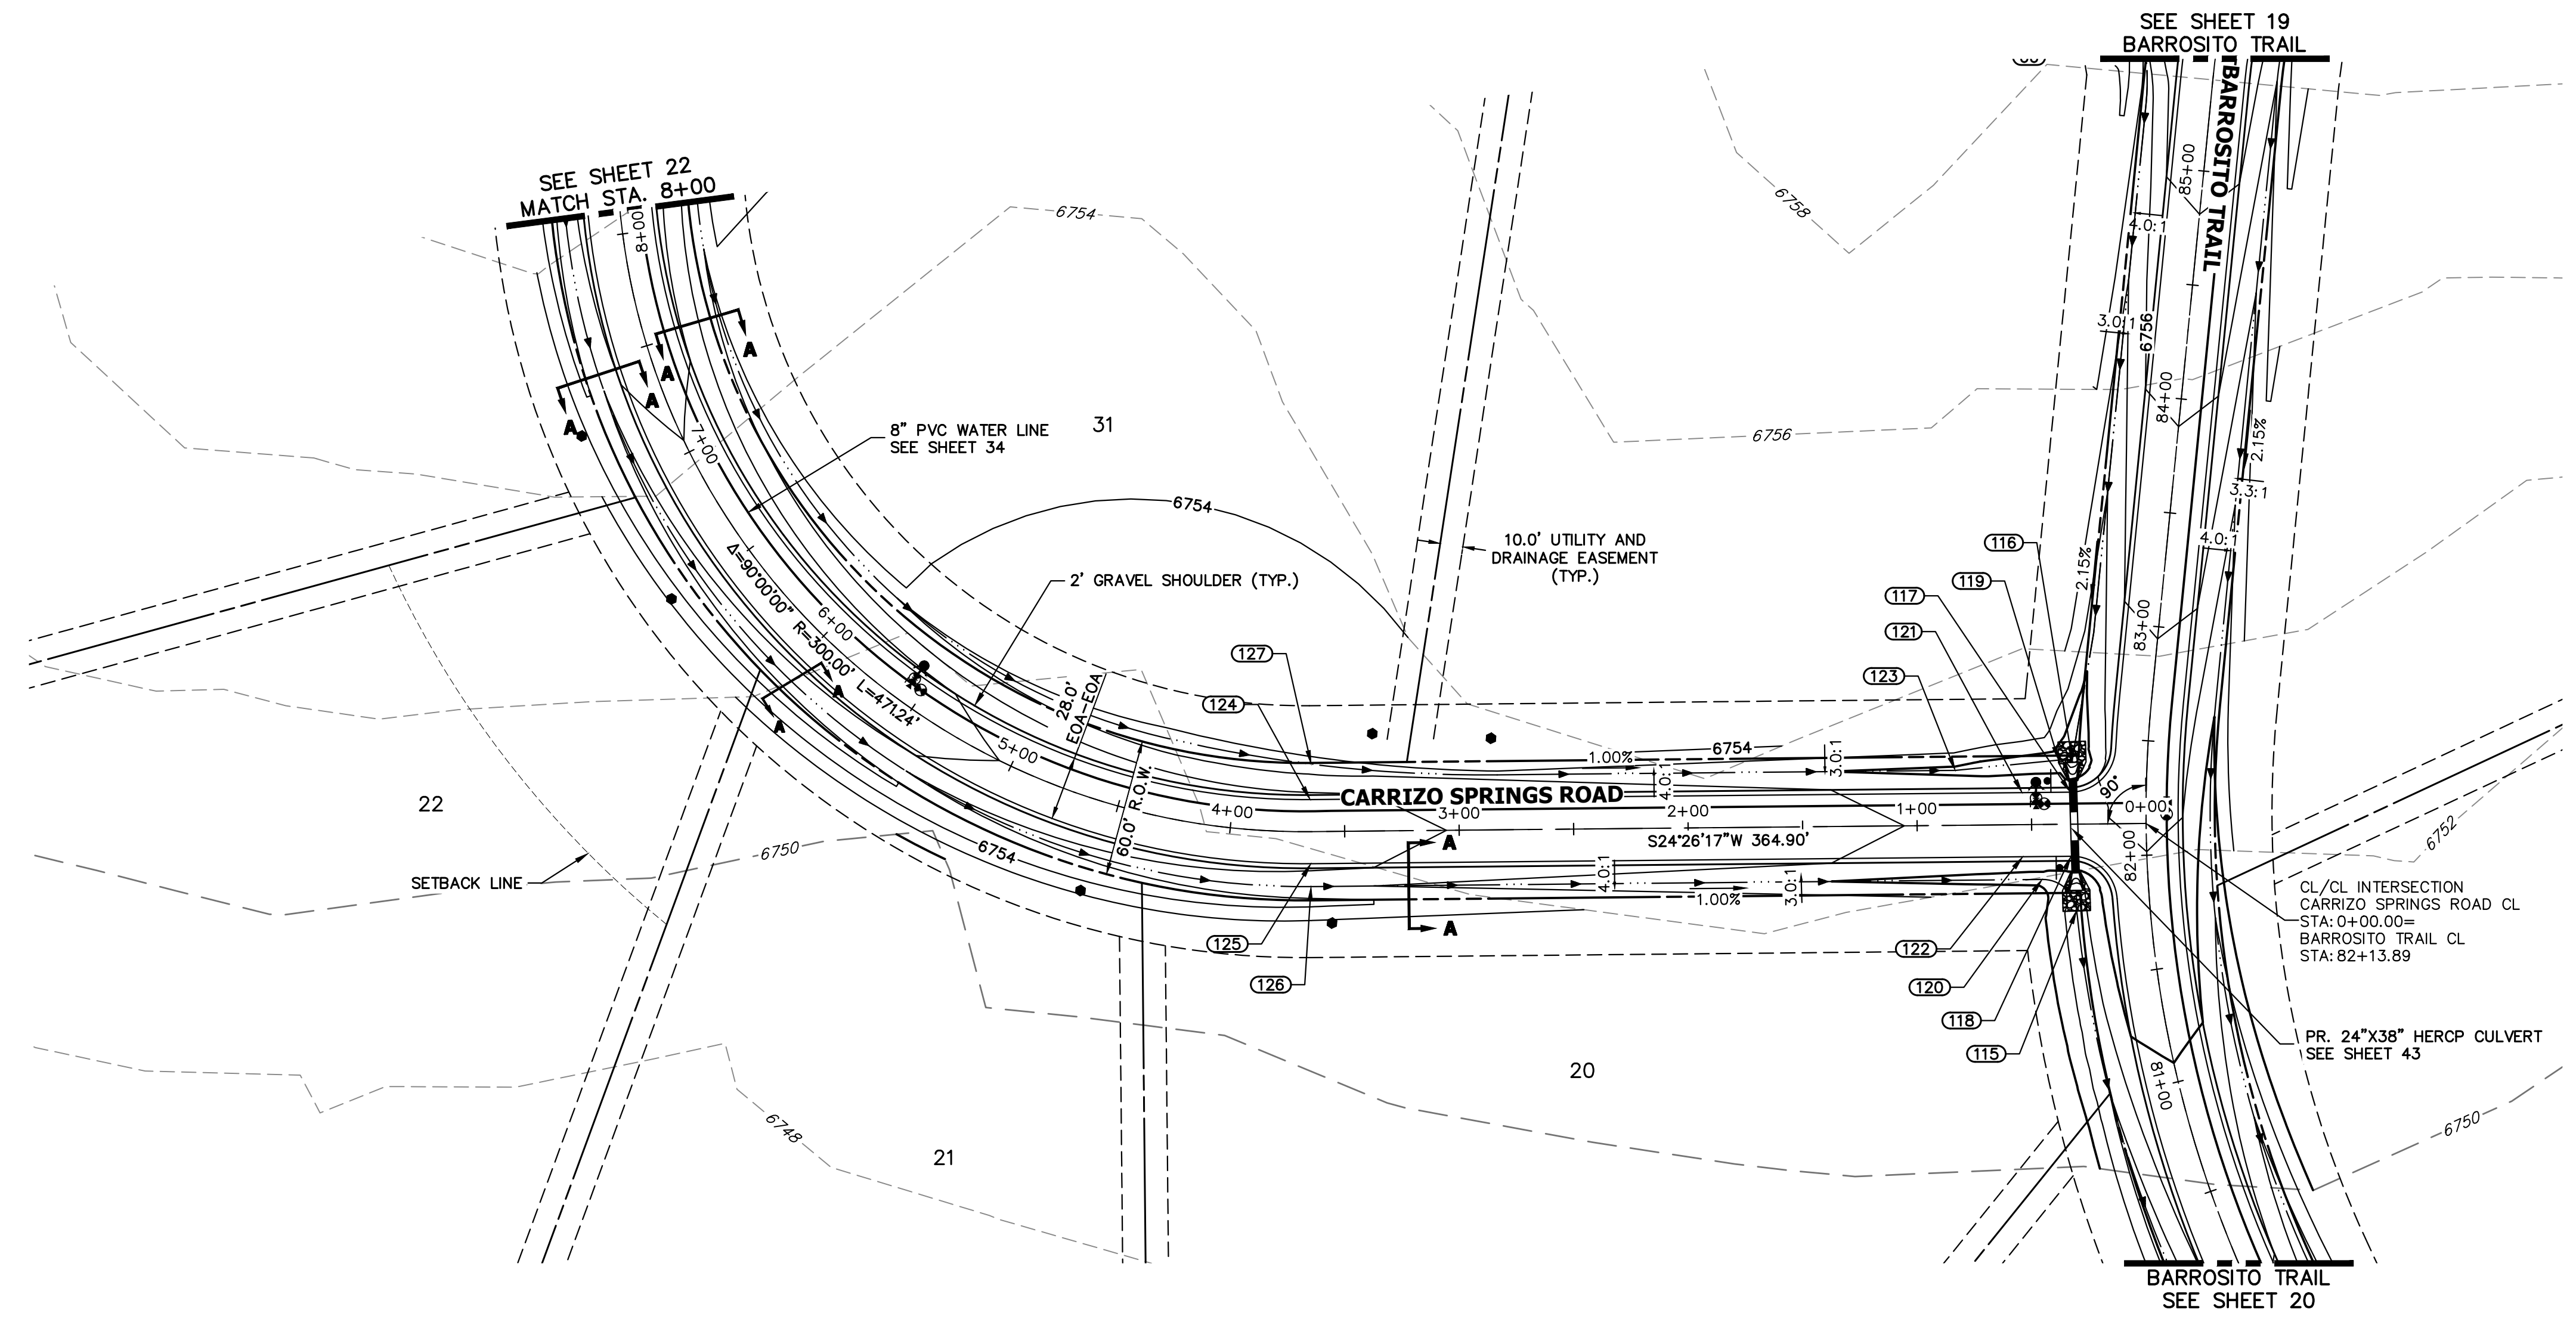 SEE SHEET 19
BARROSITO TRAIL
BARROSITO TRAIL
85+00
4.0:1
3.0:1
6756
84+00
2.15%
3.3:1
4.0:1
2.15%
83+00
SEE SHEET 22
MATCH STA. 8+00
8+00
6754
6758
A
A
A
A
7+00
8" PVC WATER LINE
SEE SHEET 34
31
6756
6754
10.0' UTILITY AND
DRAINAGE EASEMENT
(TYP.)
2' GRAVEL SHOULDER (TYP.)
Δ=90°00'00" R=300.00' L=471.24'
6+00
A
A
5+00
28.0'
EOA-EOA
60.0' R.O.W.
116
119
117
121
123
127
124
1.00%
6754
4.0:1
3.0:1
CARRIZO SPRINGS ROAD
4+00
3+00
2+00
1+00
0+00
90°
S24°26'17"W 364.90'
82+00
6752
A
A
4.0:1
3.0:1
1.00%
22
6750
6754
SETBACK LINE
125
126
122
120
118
115
CL/CL INTERSECTION
CARRIZO SPRINGS ROAD CL
STA: 0+00.00=
BARROSITO TRAIL CL
STA: 82+13.89
PR. 24"X38" HERCP CULVERT
SEE SHEET 43
20
81+00
6748
21
6750
BARROSITO TRAIL
SEE SHEET 20